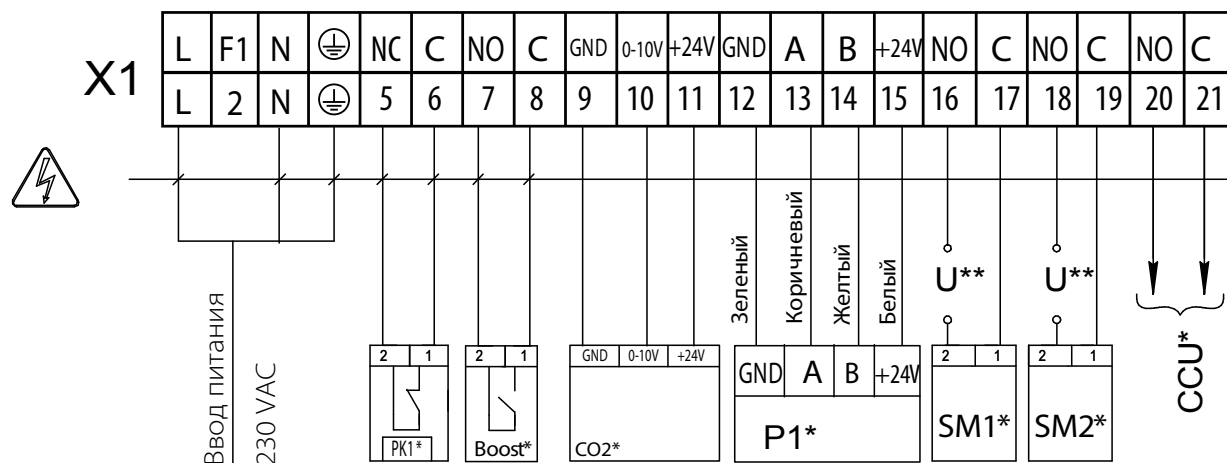 L F1 N NC C NO C GND 0-10V +24V GND A B +24V NO C NO C NO C
X1
L 2 N 5 6 7 8 9 10 11 12 13 14 15 16 17 18 19 20 21
Зеленый
Коричневый
Желтый
Белый
U** U**
Ввод питания
230 VAC
2 1 2 1 GND 0-10V +24V 2 1 2 1
GND A B +24V
CCU*
PK1* Boost* CO2* P1* SM1* SM2*